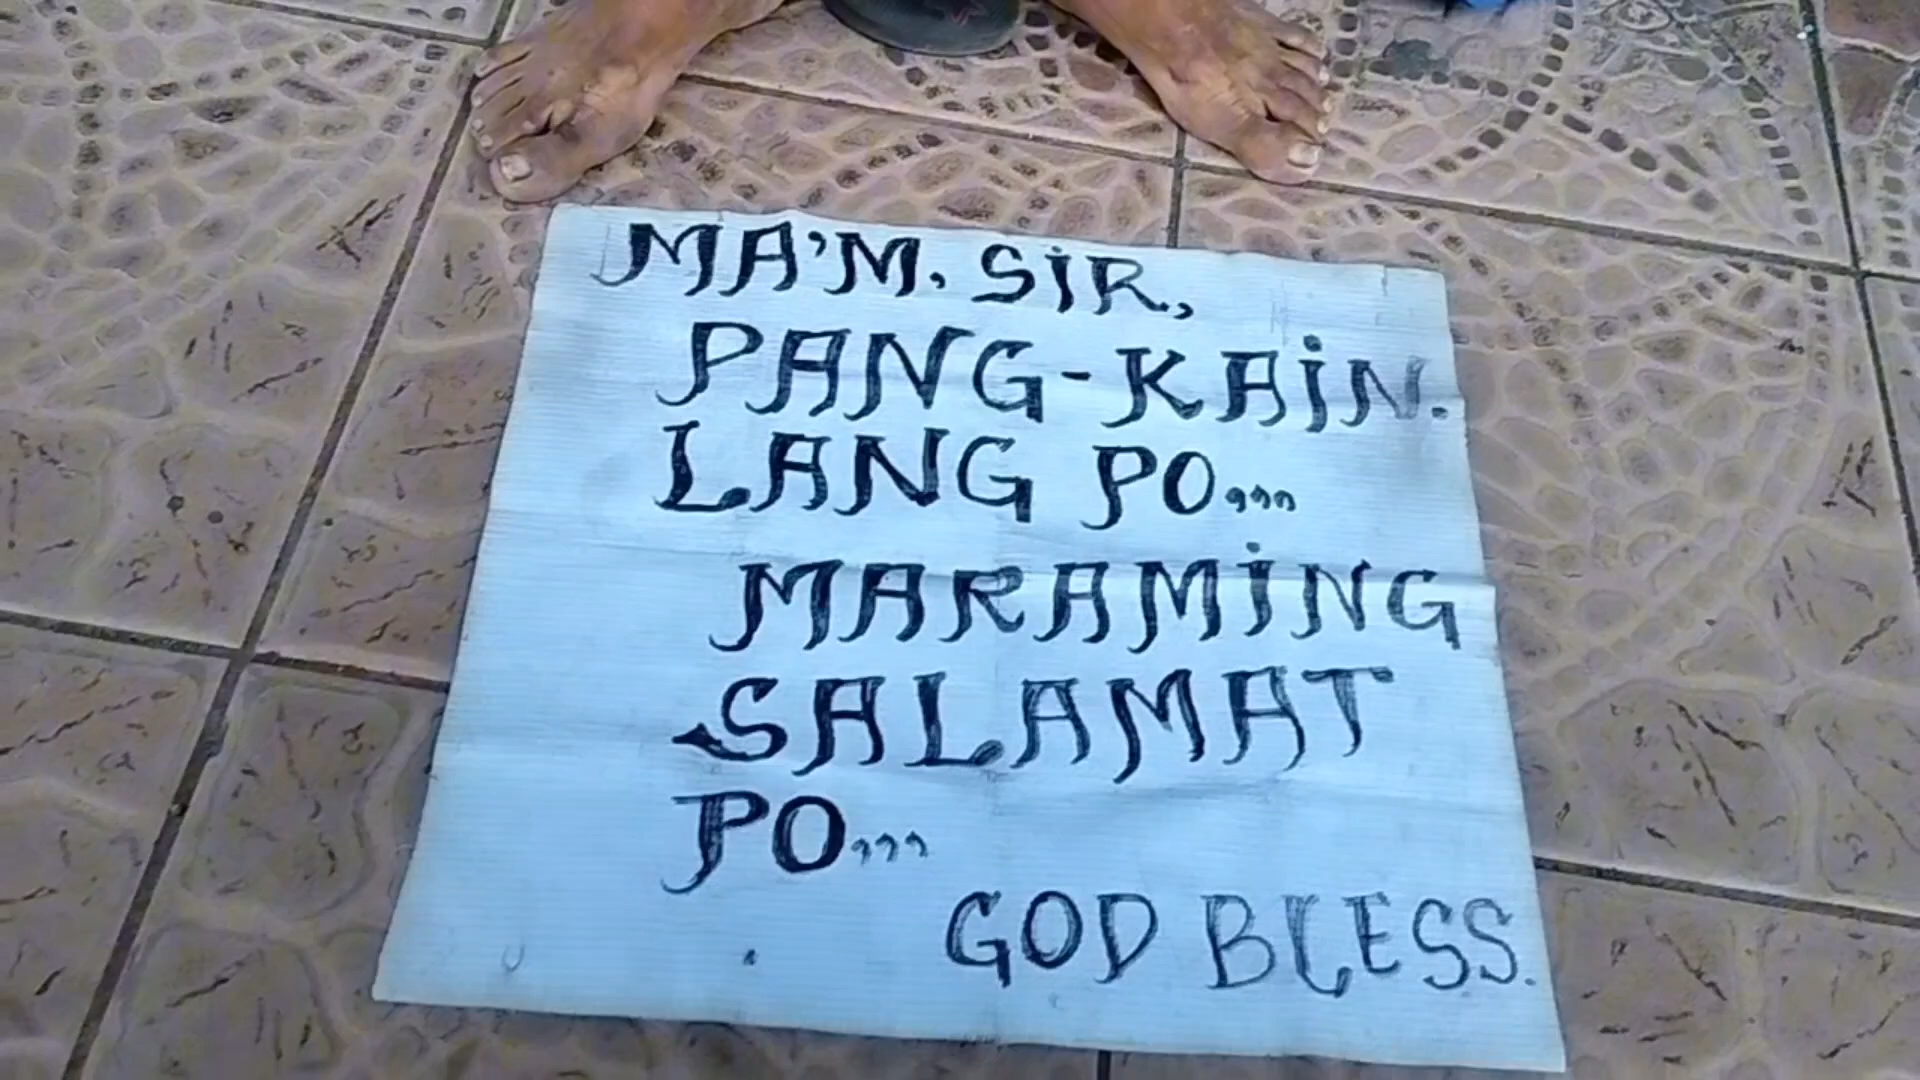 MA'M. SIR,
PANG-KAIN.
LANG PO,,,,
MARAMING
SALAMAT
PO,,,,
GOD BLESS.